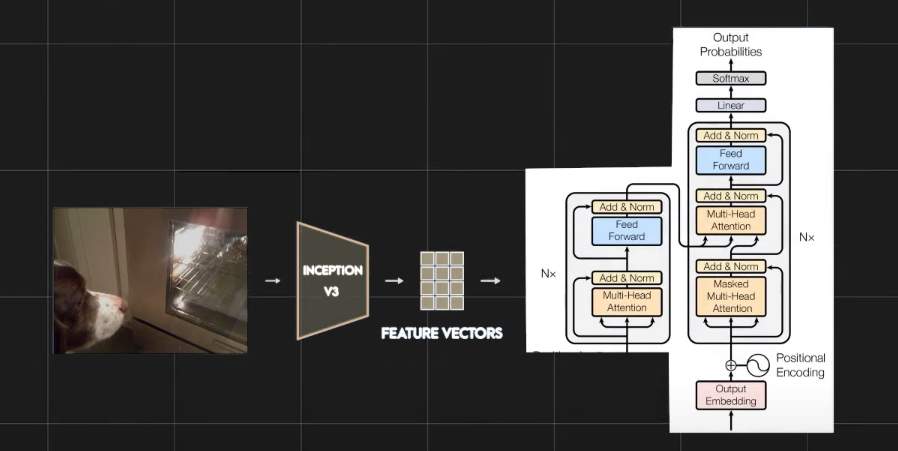 Output
Probabilities
Softmax
Linear
Add & Norm
Feed
Forward
Add & Norm
Multi-Head
Attention
Nx
Add & Norm
Masked
Multi-Head
Attention
Positional
Encoding
Output
Embedding
Add & Norm
Feed
Forward
Nx
Add & Norm
Multi-Head
Attention
INCEPTION
V3
FEATURE VECTORS